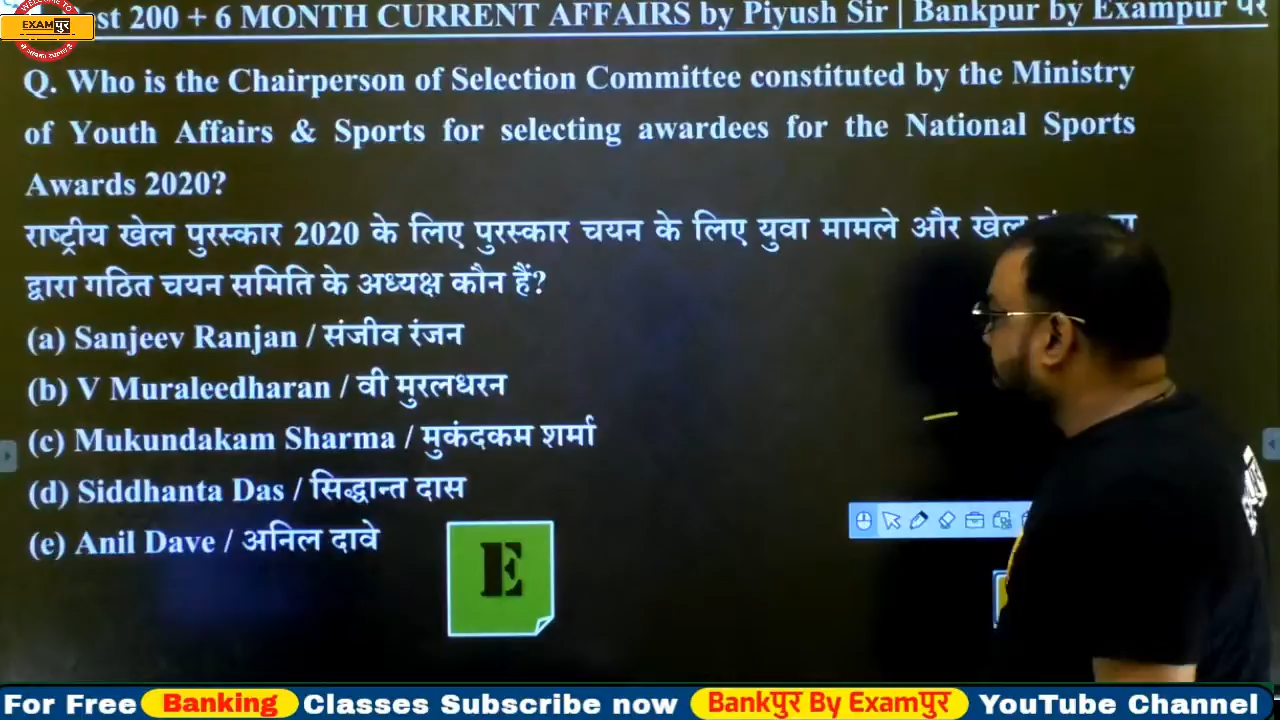 st 200 + 6 MONTH CURRENT AFFAIRS by Piyush Sir | Bankpur by Exampur पर
EXAMपुर
Q. Who is the Chairperson of Selection Committee constituted by the Ministry
of Youth Affairs & Sports for selecting awardees for the National Sports
Awards 2020?
राष्ट्रीय खेल पुरस्कार 2020 के लिए पुरस्कार चयन के लिए युवा मामले और खेल
द्वारा गठित चयन समिति के अध्यक्ष कौन हैं?
(a) Sanjeev Ranjan / संजीव रंजन
(b) V Muraleedharan / वी मुरलधरन
(c) Mukundakam Sharma / मुकंदकम शर्मा
(d) Siddhanta Das / सिद्धान्त दास
(e) Anil Dave / अनिल दावे
E
For Free Banking Classes Subscribe now Bankपुर By Examपुर YouTube Channel